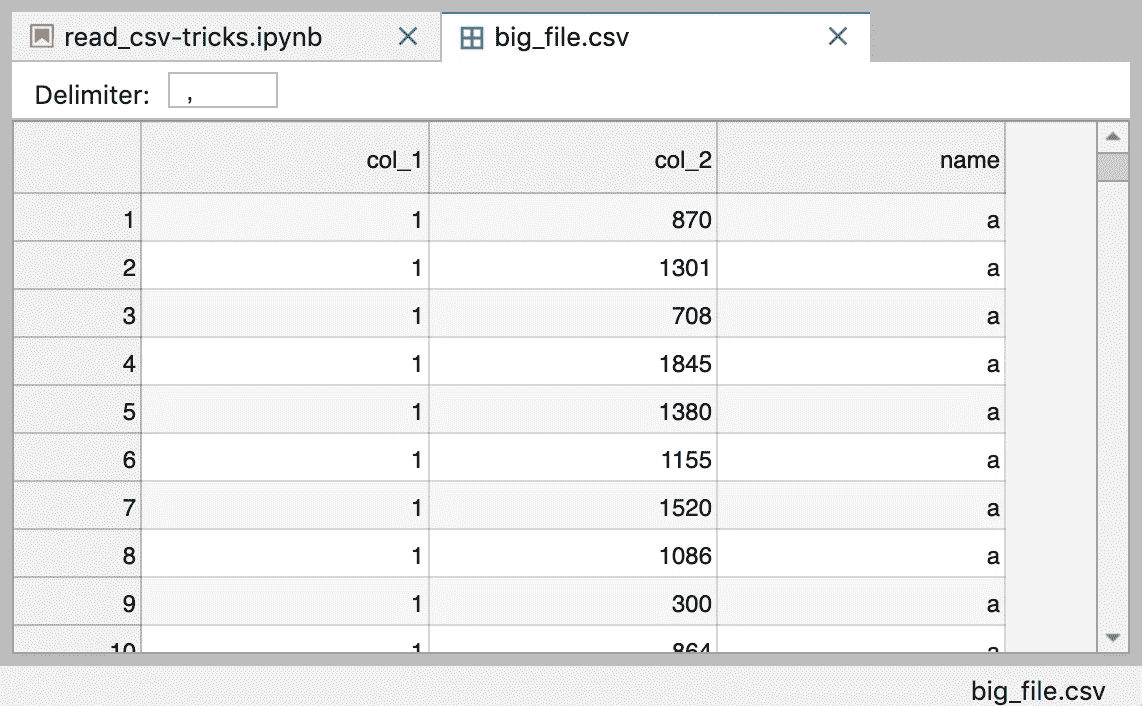 read_csv-tricks.ipynb big_file.csv
Delimiter: ,
col_1 col_2 name
1 1 870 a
2 1 1301 a
3 1 708 a
4 1 1845 a
5 1 1380 a
6 1 1155 a
7 1 1520 a
8 1 1086 a
9 1 300 a
10 1 864 a
big_file.csv